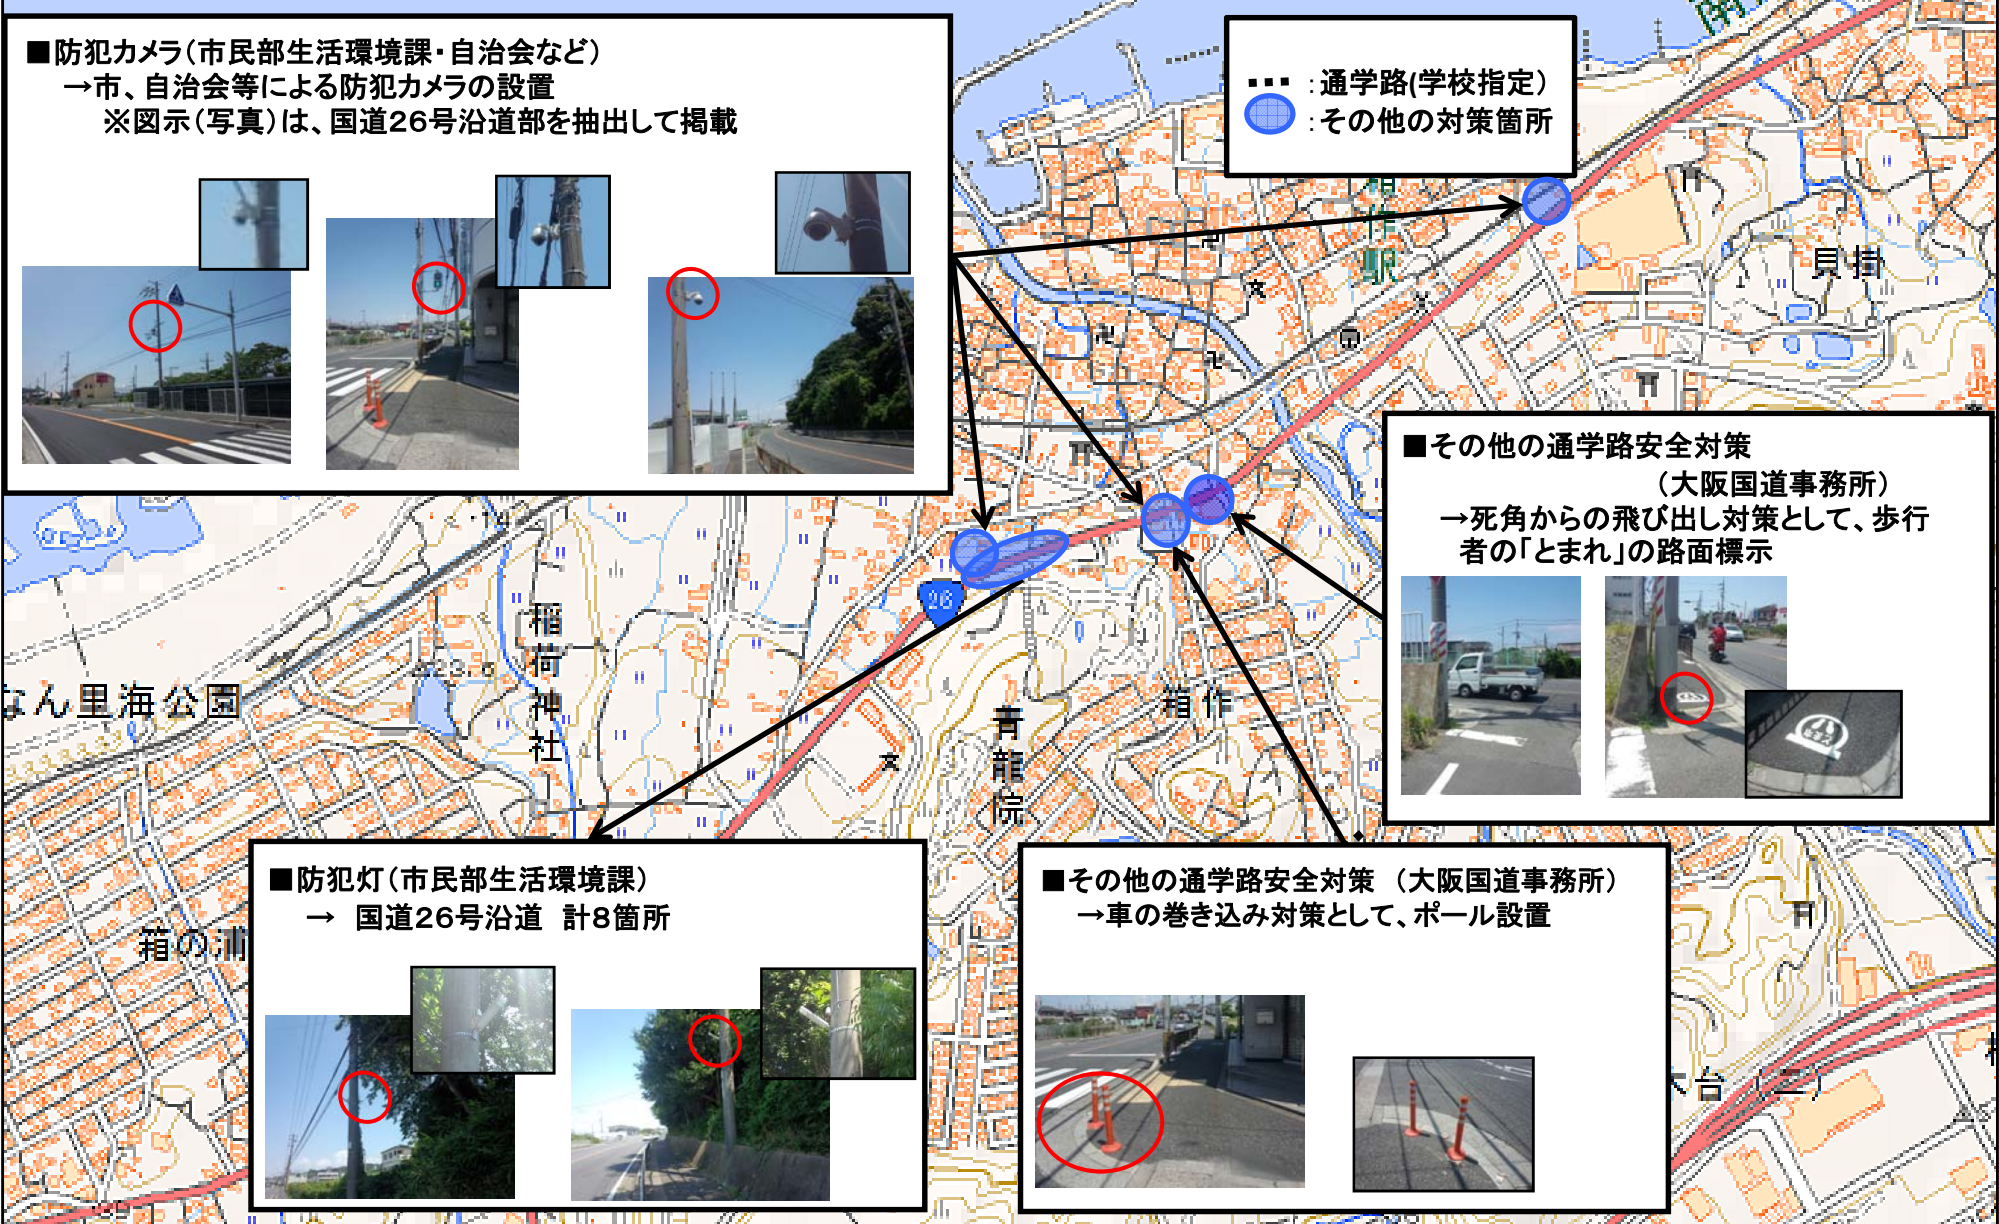 ■防犯カメラ(市民部生活環境課・自治会など)
→市、自治会等による防犯カメラの設置
※図示(写真)は、国道26号沿道部を抽出して掲載
:通学路(学校指定)
:その他の対策箇所
貝掛
■その他の通学路安全対策
(大阪国道事務所)
→死角からの飛び出し対策として、歩行
者の「とまれ」の路面標示
26
稲荷神社
なん里海公園
箱作
青龍院
■防犯灯(市民部生活環境課)
→ 国道26号沿道 計8箇所
箱の浦
■その他の通学路安全対策 (大阪国道事務所)
→車の巻き込み対策として、ポール設置
台(三)